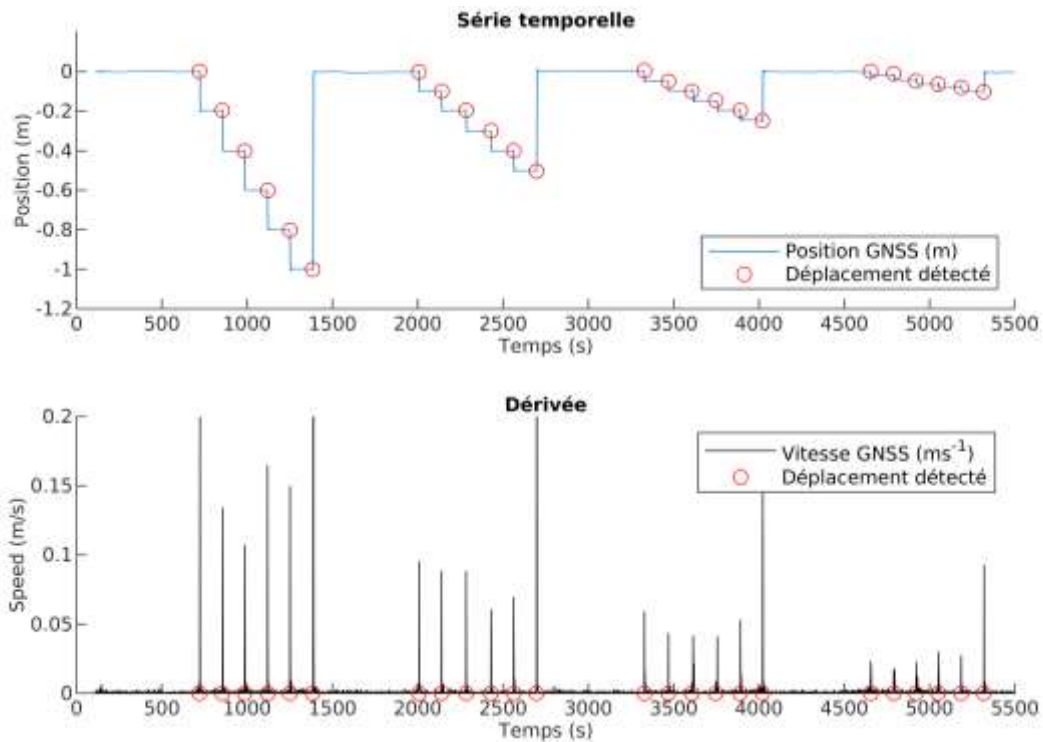 Série temporelle
0
-0.2
-0.4
-0.6
-0.8
-1
-1.2
Position (m)
Position GNSS (m)
Déplacement détecté
0 500 1000 1500 2000 2500 3000 3500 4000 4500 5000 5500
Temps (s)
Dérivée
0.2
0.15
0.1
0.05
0
Speed (m/s)
Vitesse GNSS (ms⁻¹)
Déplacement détecté
0 500 1000 1500 2000 2500 3000 3500 4000 4500 5000 5500
Temps (s)